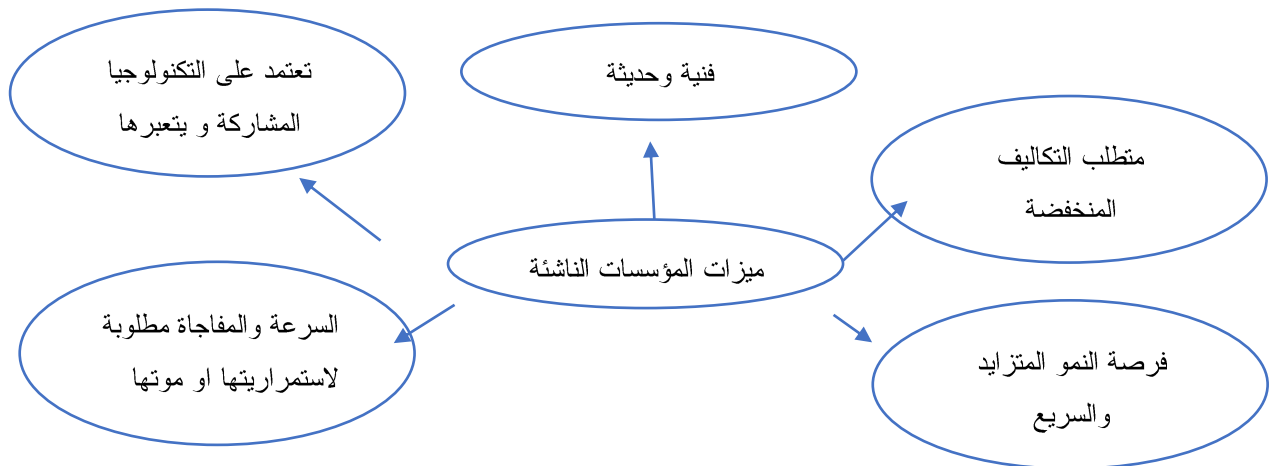 فنية وحديثة
تعتمد على التكنولوجيا
المشاركة و يتعبرها
متطلب التكاليف
المنخفضة
ميزات المؤسسات الناشئة
السرعة والمفاجاة مطلوبة
لاستمراريتها او موتها
فرصة النمو المتزايد
والسريع